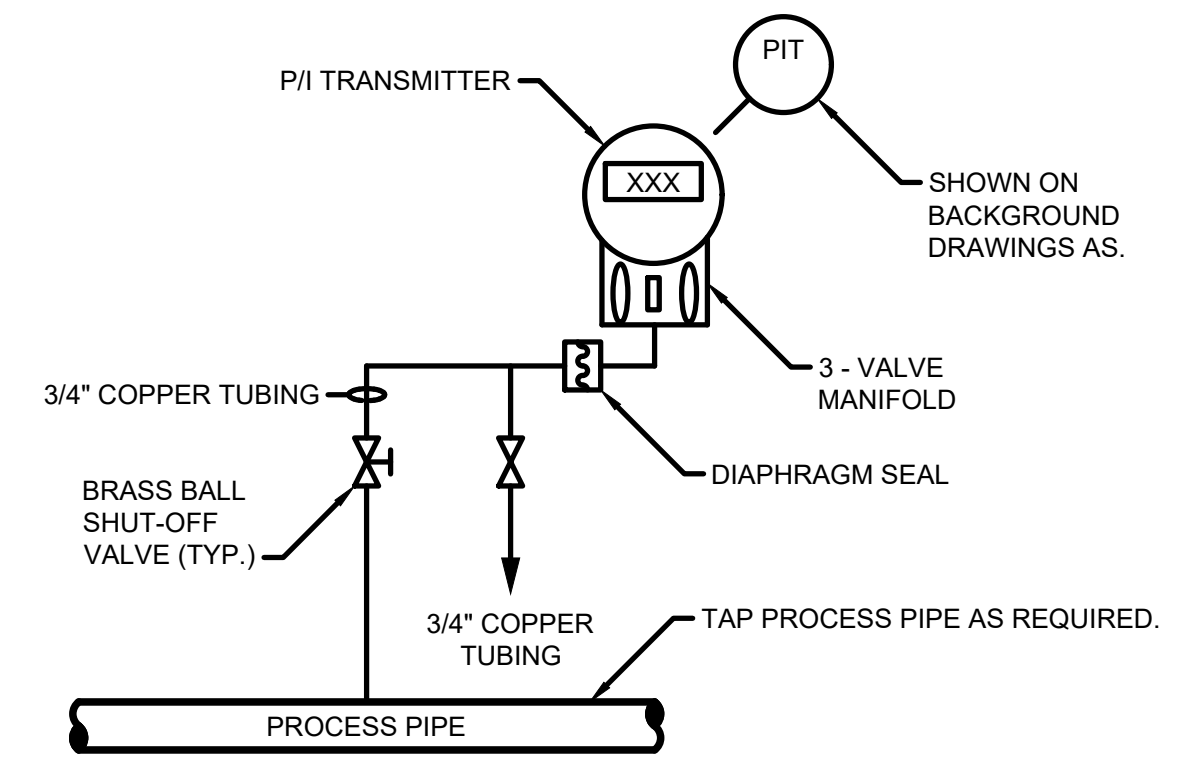 PIT
P/I TRANSMITTER
XXX
SHOWN ON
BACKGROUND
DRAWINGS AS.
3 - VALVE
MANIFOLD
3/4" COPPER TUBING
DIAPHRAGM SEAL
BRASS BALL
SHUT-OFF
VALVE (TYP.)
3/4" COPPER
TUBING
TAP PROCESS PIPE AS REQUIRED.
PROCESS PIPE